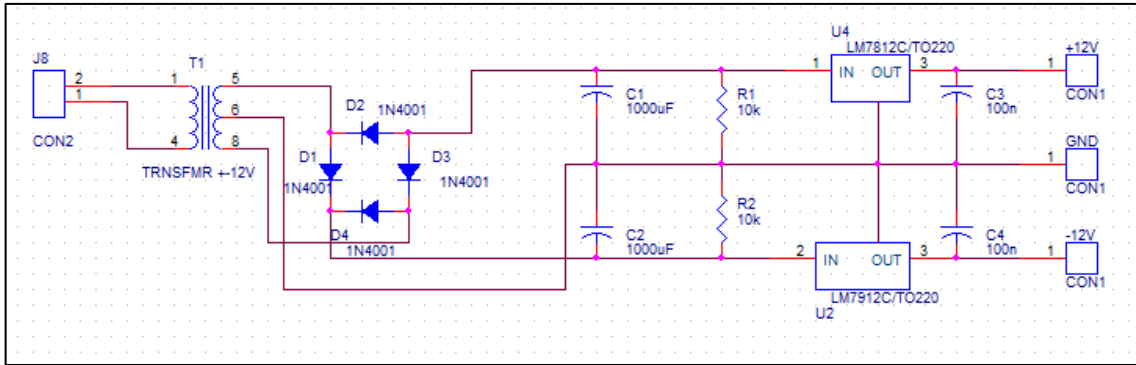 J8
2
1
CON2
T1
1
5
6
4
8
TRNSFMR +-12V
D2
1N4001
D1
1N4001
D3
1N4001
D4
1N4001
C1
1000uF
R1
10k
C2
1000uF
R2
10k
U4
LM7812C/TO220
1
IN
OUT
3
C3
100n
+12V
1
CON1
GND
1
CON1
2
IN
OUT
3
LM7912C/TO220
U2
C4
100n
-12V
1
CON1